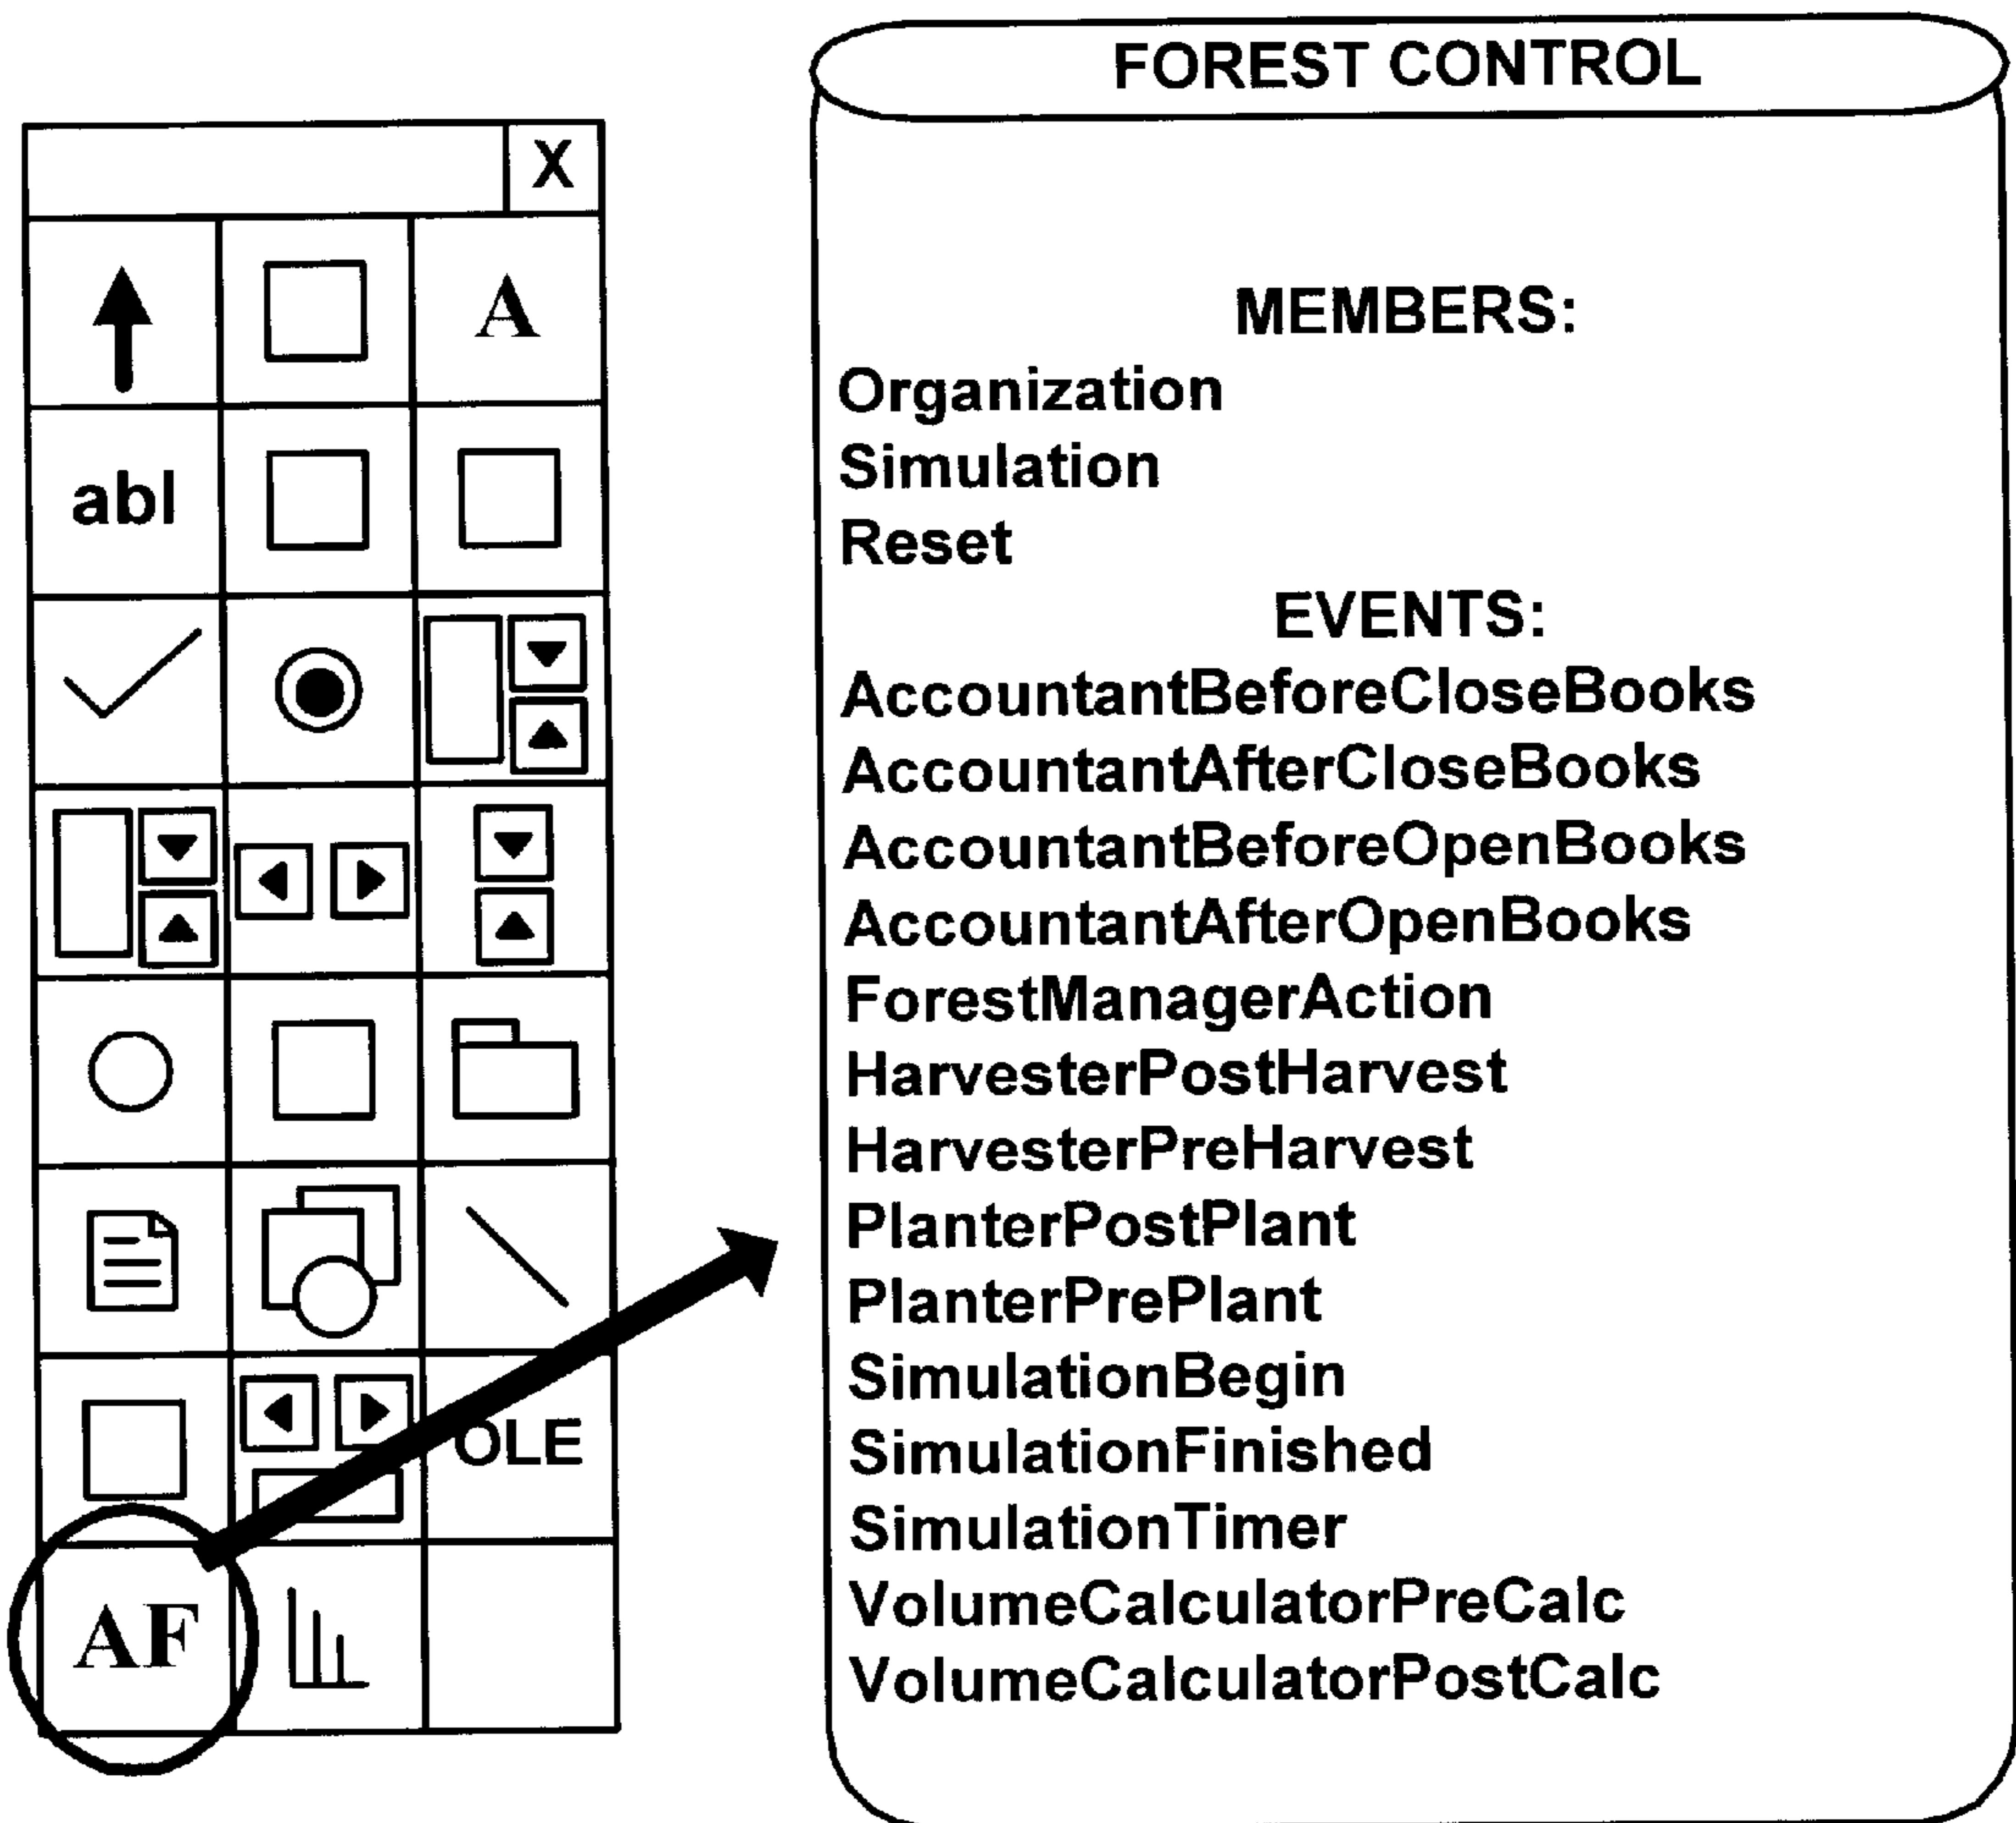 FOREST CONTROL
X
A
abl
OLE
AF
MEMBERS:
Organization
Simulation
Reset
EVENTS:
AccountantBeforeCloseBooks
AccountantAfterCloseBooks
AccountantBeforeOpenBooks
AccountantAfterOpenBooks
ForestManagerAction
HarvesterPostHarvest
HarvesterPreHarvest
PlanterPostPlant
PlanterPrePlant
SimulationBegin
SimulationFinished
SimulationTimer
VolumeCalculatorPreCalc
VolumeCalculatorPostCalc